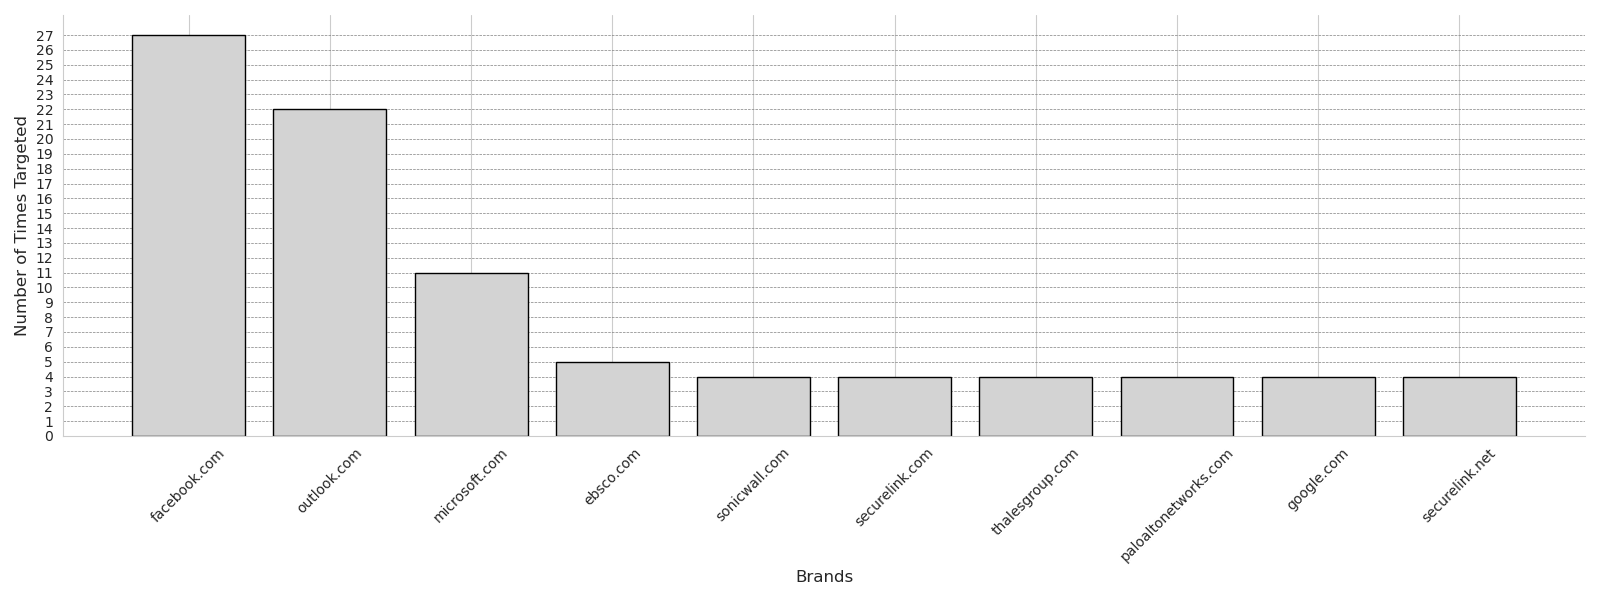 Number of Times Targeted
27
26
25
24
23
22
21
20
19
18
17
16
15
14
13
12
11
10
9
8
7
6
5
4
3
2
1
0
facebook.com
outlook.com
microsoft.com
ebsco.com
sonicwall.com
securelink.com
thalesgroup.com
paloaltonetworks.com
google.com
securelink.net
Brands